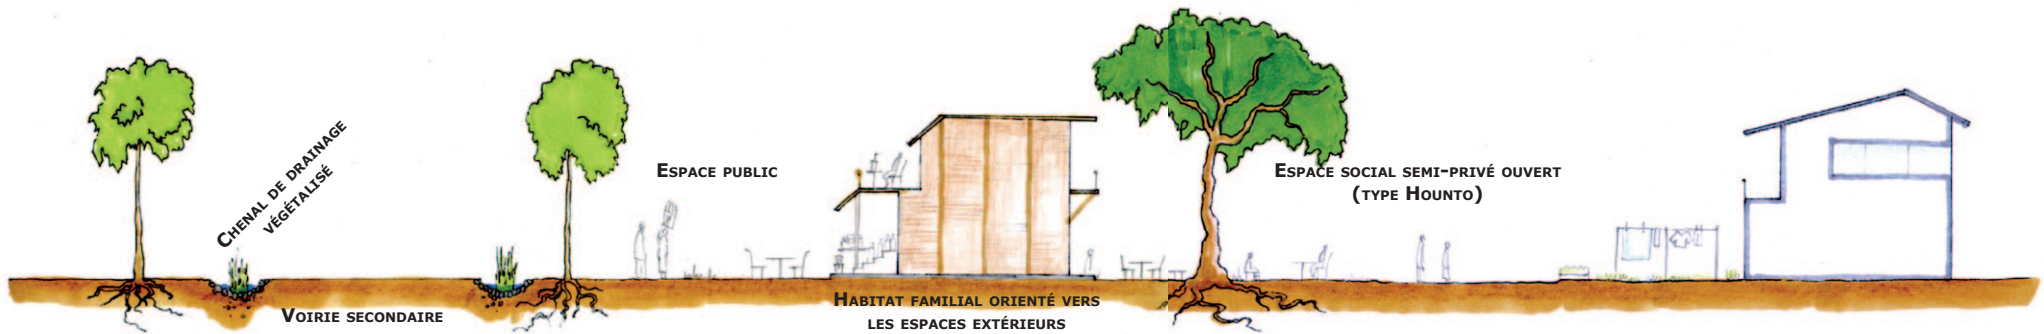 Chenal de drainage
végétalisé
Voirie secondaire
Espace public
Habitat familial orienté vers
les espaces extérieurs
Espace social semi-privé ouvert
(type Hounto)